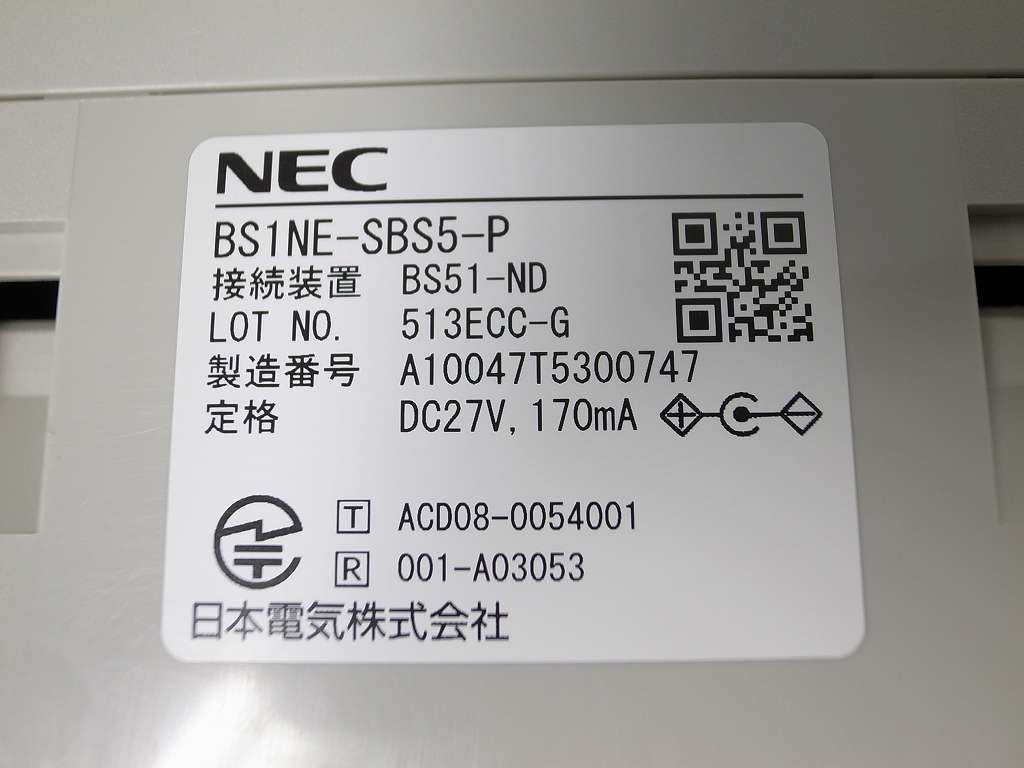 NEC
BS1NE-SBS5-P
接続装置 BS51-ND
LOT NO. 513ECC-G
製造番号 A10047T5300747
定格 DC27V, 170mA
T ACD08-0054001
R 001-A03053
日本電気株式会社